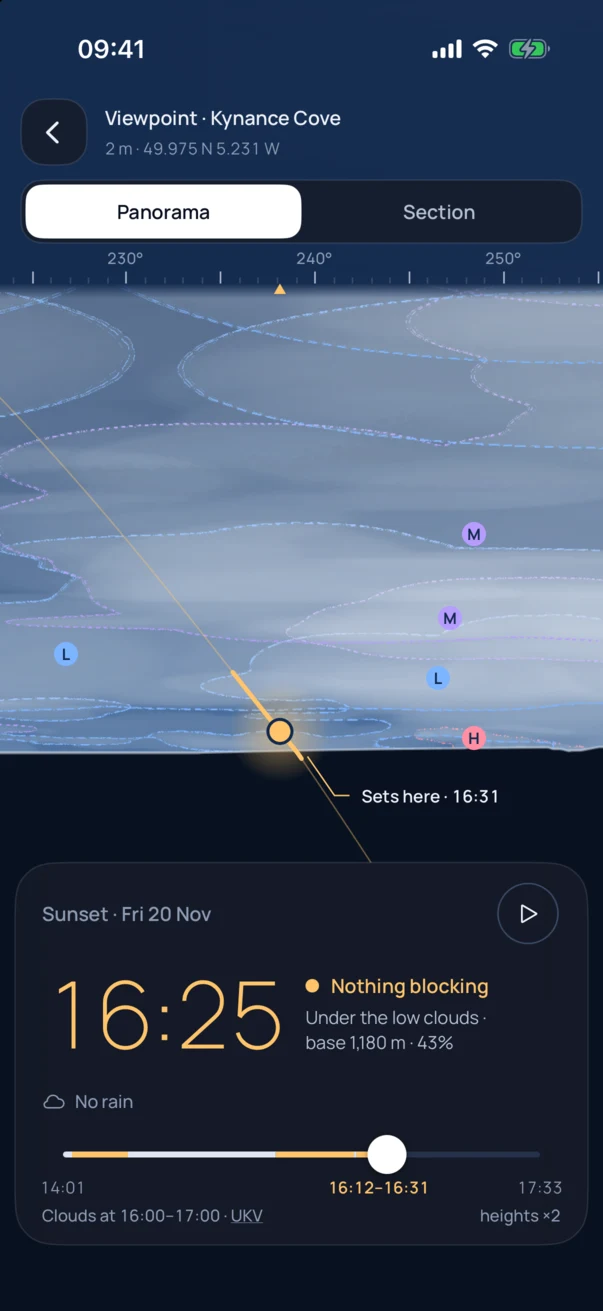 09:41
Viewpoint · Kynance Cove
2 m · 49.975 N 5.231 W
Panorama
Section
230°
240°
250°
M
M
L
L
H
Sets here · 16:31
Sunset · Fri 20 Nov
16:25
Nothing blocking
Under the low clouds ·
base 1,180 m · 43%
No rain
14:01
16:12–16:31
17:33
Clouds at 16:00–17:00 · UKV
heights ×2